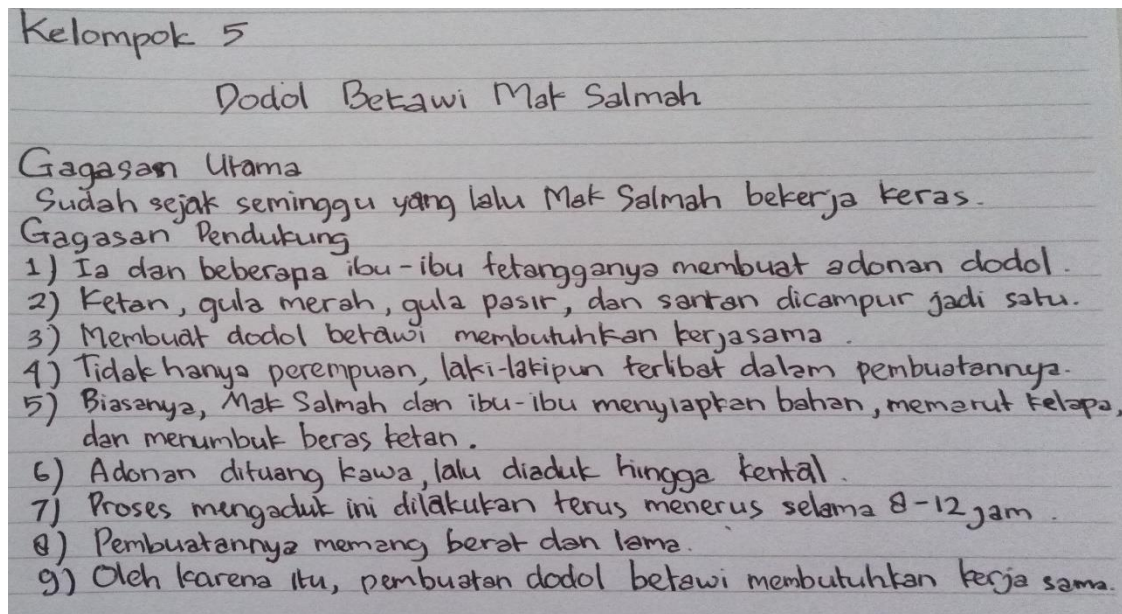 Kelompok 5
Dodol Betawi Mak Salmah
Gagasan Utama
Sudah sejak seminggu yang lalu Mak Salmah bekerja keras.
Gagasan Pendukung
1) Ia dan beberapa ibu-ibu tetangganya membuat adonan dodol.
2) Ketan, gula merah, gula pasir, dan santan dicampur jadi satu.
3) Membuat dodol betawi membutuhkan kerjasama.
4) Tidak hanya perempuan, laki-lakipun terlibat dalam pembuatannya.
5) Biasanya, Mak Salmah dan ibu-ibu menyiapkan bahan, memarut kelapa,
dan menumbuk beras ketan.
6) Adonan dituang kawa, lalu diaduk hingga kental.
7) Proses mengaduk ini dilakukan terus menerus selama 8-12 jam.
8) Pembuatannya memang berat dan lama.
9) Oleh karena itu, pembuatan dodol betawi membutuhkan kerja sama.